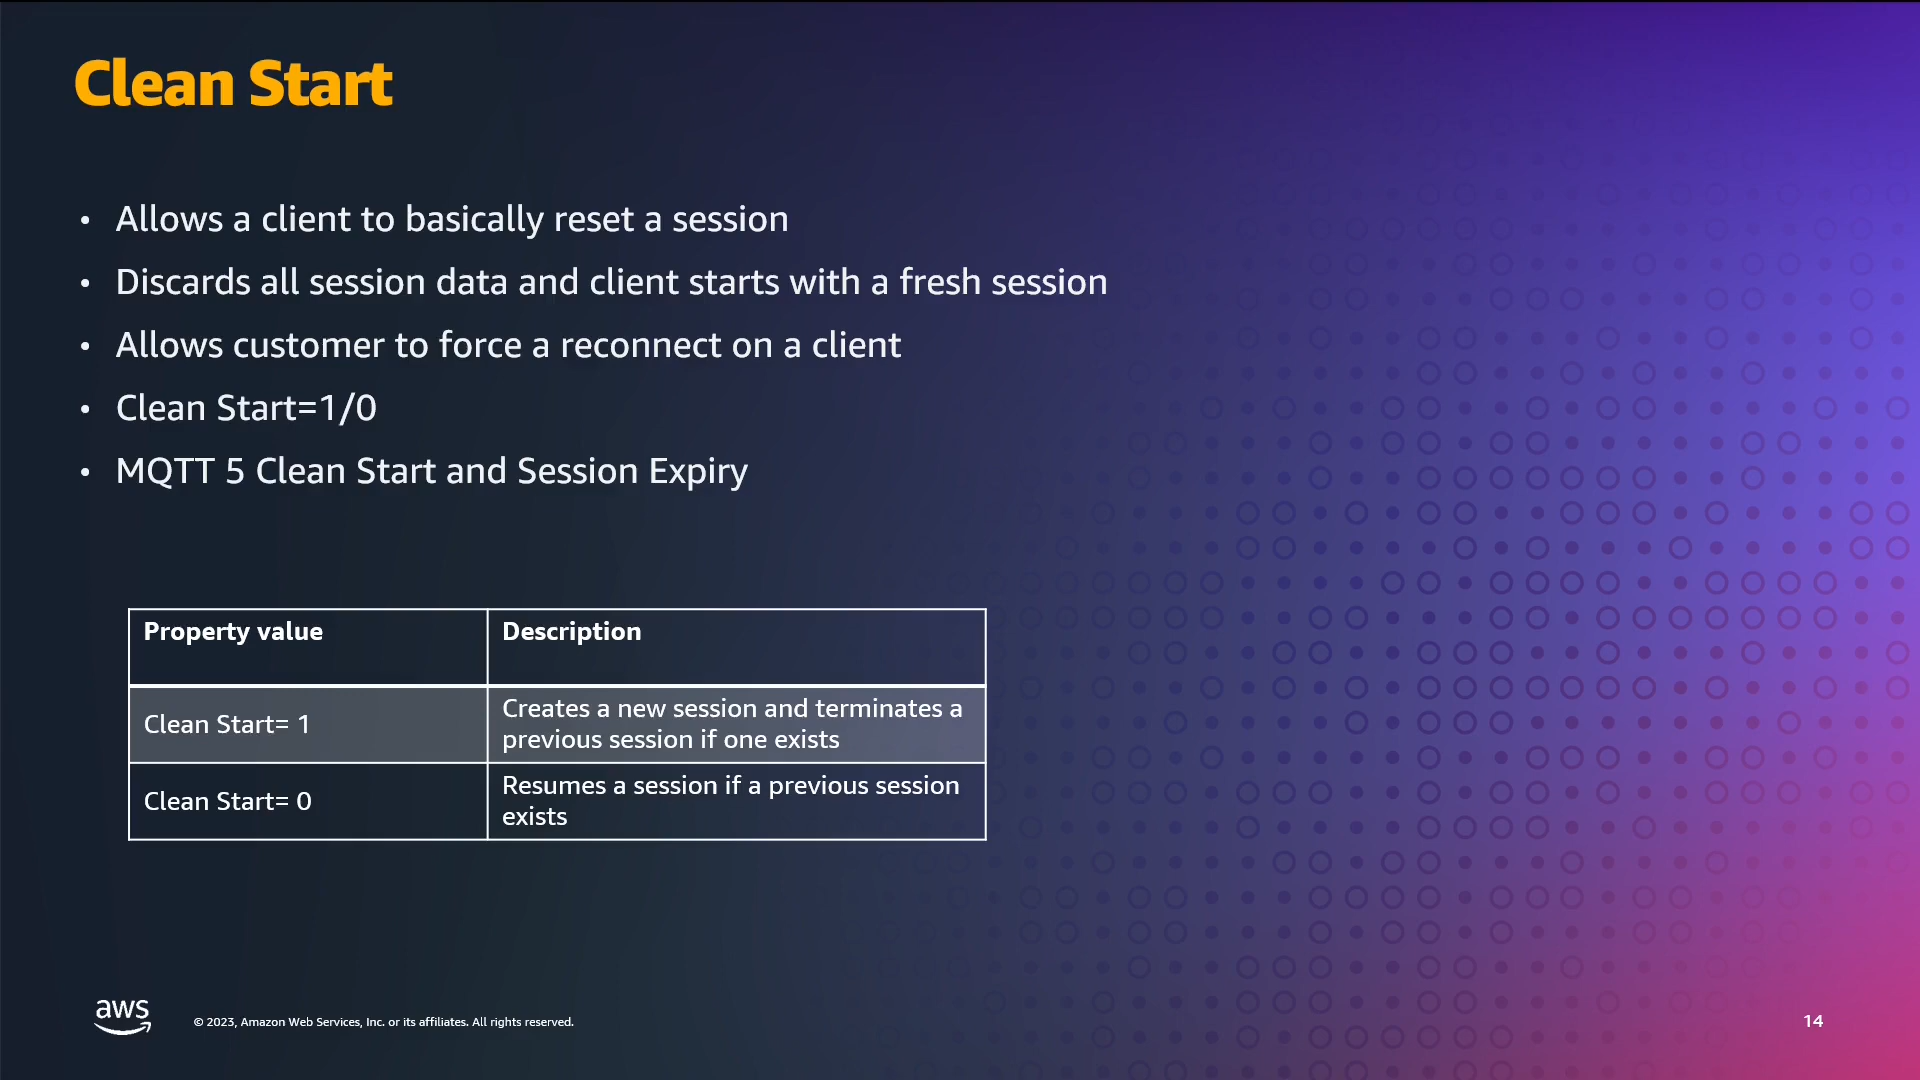 Clean Start
• Allows a client to basically reset a session
• Discards all session data and client starts with a fresh session
• Allows customer to force a reconnect on a client
• Clean Start=1/0
• MQTT 5 Clean Start and Session Expiry
Property value
Description
Clean Start= 1
Creates a new session and terminates a
previous session if one exists
Clean Start= 0
Resumes a session if a previous session
exists
aws
© 2023, Amazon Web Services, Inc. or its affiliates. All rights reserved.
14